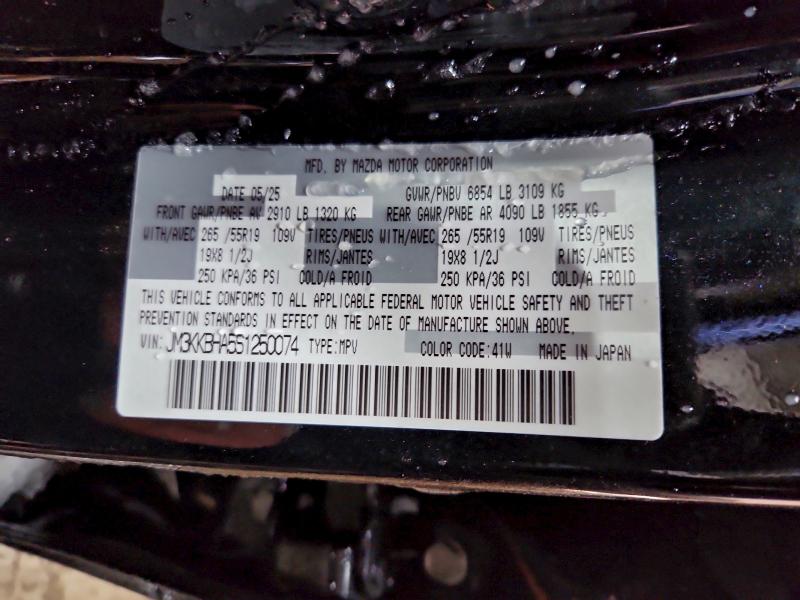 MFD. BY MAZDA MOTOR CORPORATION
DATE 05/25 GVWR/PNBV 6854 LB 3109 KG
FRONT GAWR/PNBE AV 2910 LB 1320 KG REAR GAWR/PNBE AR 4090 LB 1855 KG
WITH/AVEC 265 /55R19 109V TIRES/PNEUS WITH/AVEC 265 /55R19 109V TIRES/PNEUS
19X8 1/2J RIMS/JANTES 19X8 1/2J RIMS/JANTES
250 KPA/36 PSI COLD/A FROID 250 KPA/36 PSI COLD/A FROID
THIS VEHICLE CONFORMS TO ALL APPLICABLE FEDERAL MOTOR VEHICLE SAFETY AND THEFT
PREVENTION STANDARDS IN EFFECT ON THE DATE OF MANUFACTURE SHOWN ABOVE.
VIN: JM3KKBHA5S1250074 TYPE:MPV COLOR CODE:41W MADE IN JAPAN